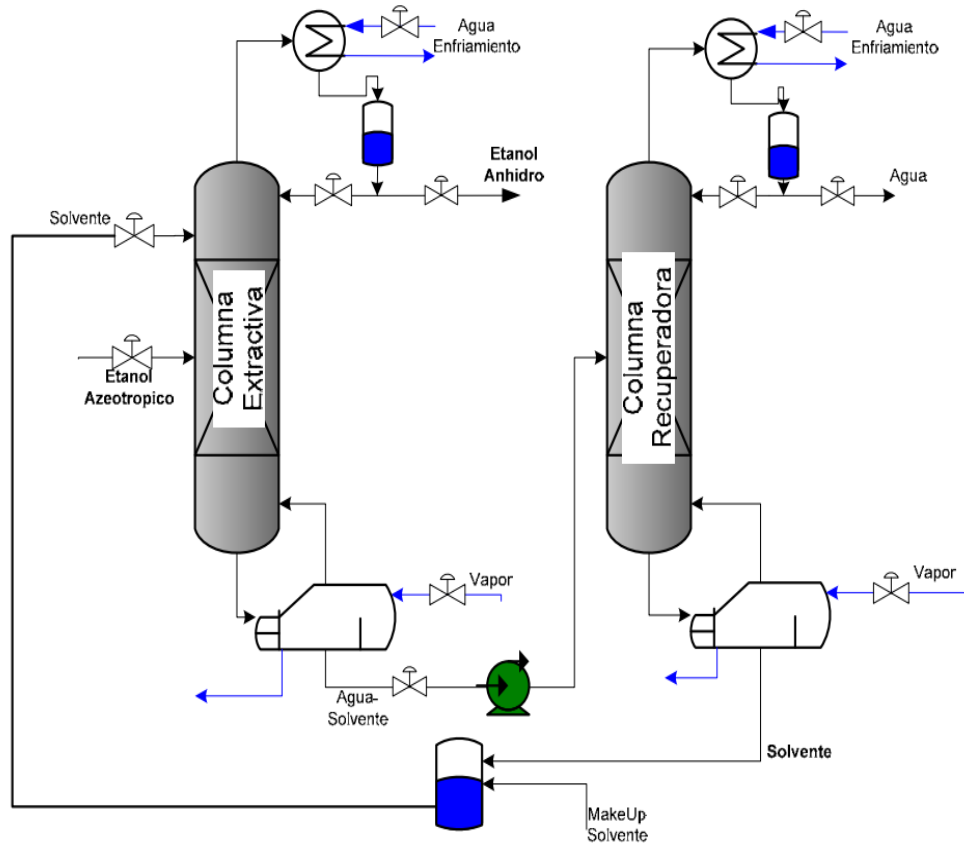 Agua
Enfriamiento
Agua
Enfriamiento
Etanol
Anhidro
Agua
Solvente
Columna
Extractiva
Columna
Recuperadora
Etanol
Azeotropico
Vapor
Vapor
Agua-
Solvente
Solvente
MakeUp
Solvente